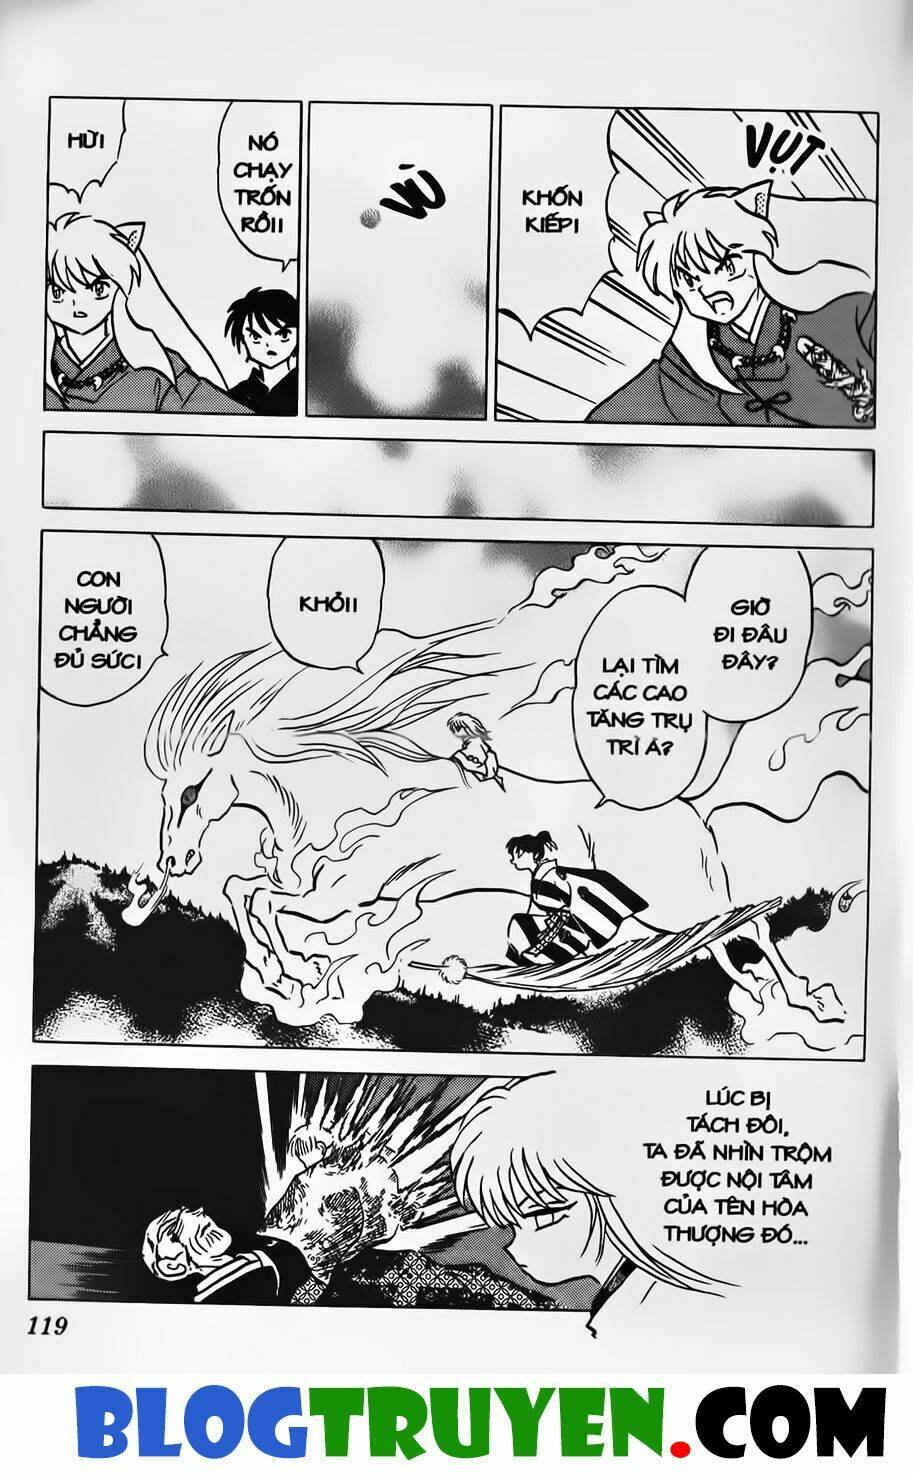 VỤT
KHỐN
KIẾP!
VÙ
NÓ
CHẠY
TRỐN
RỒI!
HỪ!
GIỜ
ĐI ĐÂU
ĐÂY?
LẠI TÌM
CÁC CAO
TĂNG TRỤ
TRÌ À?
KHỎI!
CON
NGƯỜI
CHẲNG
ĐỦ SỨC!
LÚC BỊ
TÁCH ĐÔI,
TA ĐÃ NHÌN TRỘM
ĐƯỢC NỘI TÂM
CỦA TÊN HÒA
THƯỢNG ĐÓ...
119
BLOGTRUYEN.COM